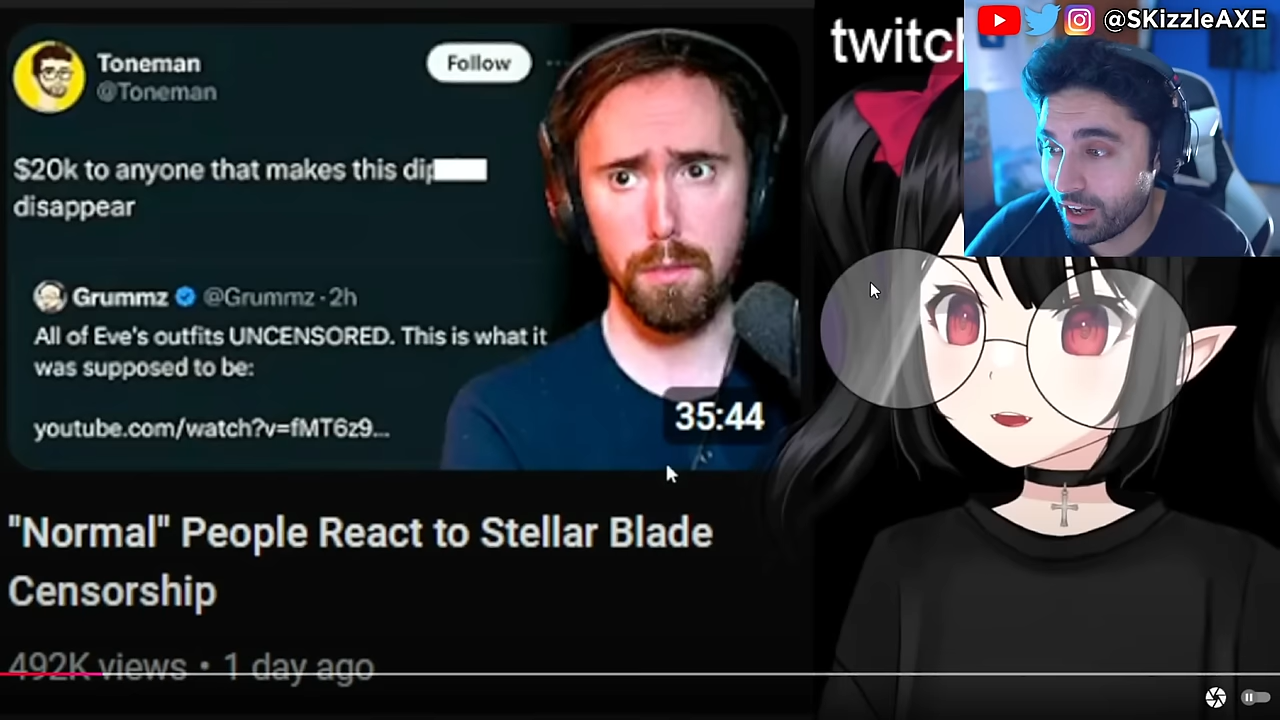 @SKizzleAXE
twitch
Toneman
@Toneman
Follow
$20k to anyone that makes this dip
disappear
Grummz @Grummz · 2h
All of Eve's outfits UNCENSORED. This is what it
was supposed to be:
youtube.com/watch?v=fMT6z9...
35:44
"Normal" People React to Stellar Blade
Censorship
492K views • 1 day ago